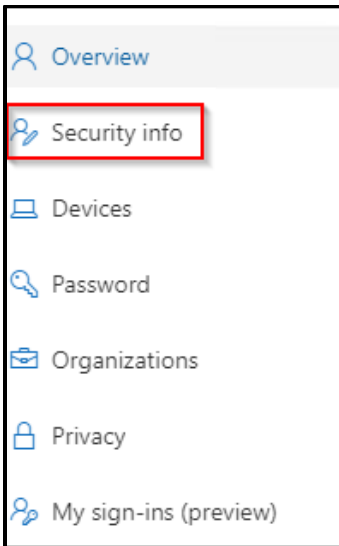 Overview
Security info
Devices
Password
Organizations
Privacy
My sign-ins (preview)